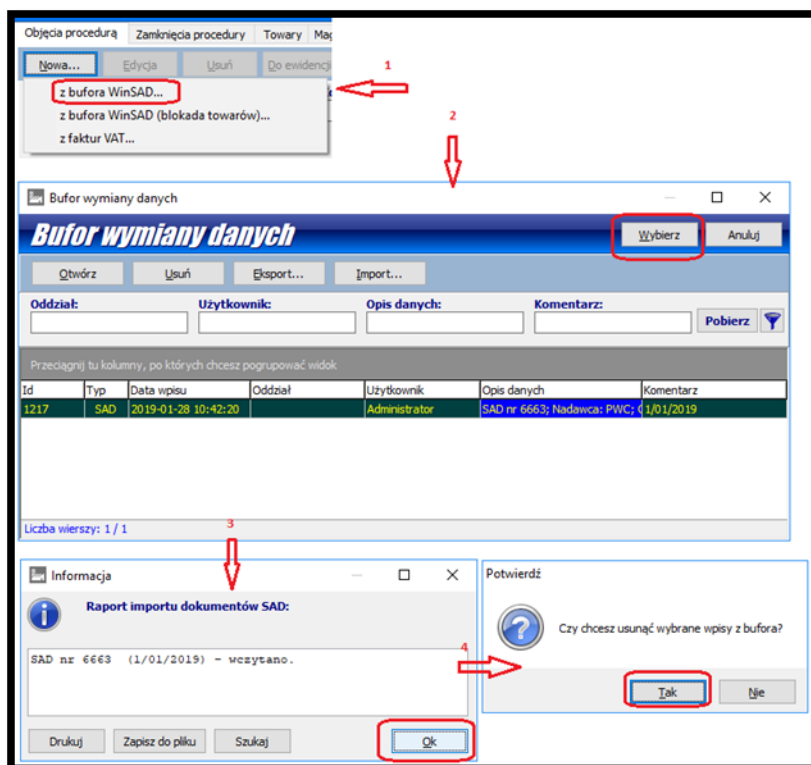 Objęcia procedurą Zamknięcia procedury Towary Mag
Nowa... Edycja Usuń Do ewidencji
z bufora WinSAD...
z bufora WinSAD (blokada towarów)...
z faktur VAT...
1
2
Bufor wymiany danych
Bufor wymiany danych Wybierz Anuluj
Otwórz Usuń Eksport... Import...
Oddział: Użytkownik: Opis danych: Komentarz:
Pobierz
Przeciągnij tu kolumny, po których chcesz pogrupować widok
Id Typ Data wpisu Oddział Użytkownik Opis danych Komentarz
1217 SAD 2019-01-28 10:42:20 Administrator SAD nr 6663; Nadawca: PWC; 1/01/2019
Liczba wierszy: 1 / 1
3
Informacja
Raport importu dokumentów SAD:
SAD nr 6663 (1/01/2019) - wczytano.
Drukuj Zapisz do pliku Szukaj Ok
4
Potwierdź
Czy chcesz usunąć wybrane wpisy z bufora?
Tak Nie